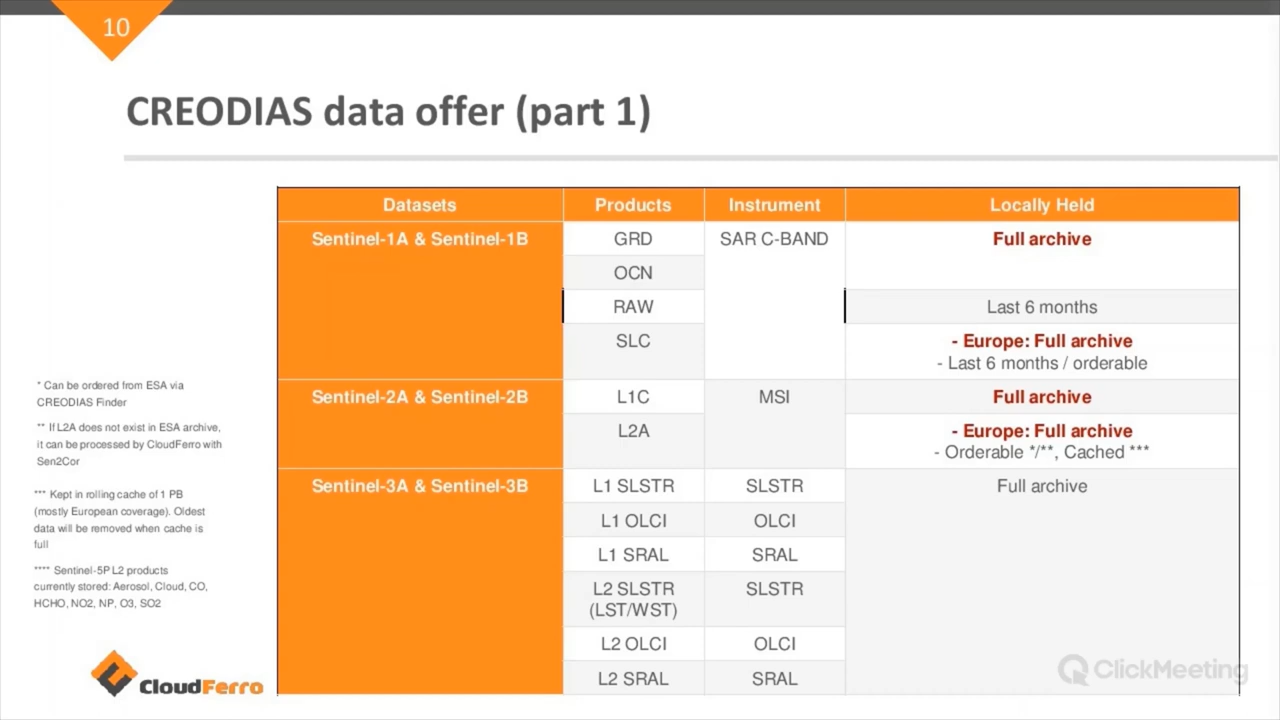 10
CREODIAS data offer (part 1)
Datasets Products Instrument Locally Held
Sentinel-1A & Sentinel-1B GRD SAR C-BAND Full archive
OCN
RAW Last 6 months
SLC - Europe: Full archive
- Last 6 months / orderable
Sentinel-2A & Sentinel-2B L1C MSI Full archive
L2A - Europe: Full archive
- Orderable */**, Cached ***
Sentinel-3A & Sentinel-3B L1 SLSTR SLSTR Full archive
L1 OLCI OLCI
L1 SRAL SRAL
L2 SLSTR SLSTR
(LST/WST)
L2 OLCI OLCI
L2 SRAL SRAL
* Can be ordered from ESA via
CREODIAS Finder
** If L2A does not exist in ESA archive,
it can be processed by CloudFerro with
Sen2Cor
*** Kept in rolling cache of 1 PB
(mostly European coverage). Oldest
data will be removed when cache is
full
**** Sentinel-5P L2 products
currently stored: Aerosol, Cloud, CO,
HCHO, NO2, NP, O3, SO2
CloudFerro
ClickMeeting